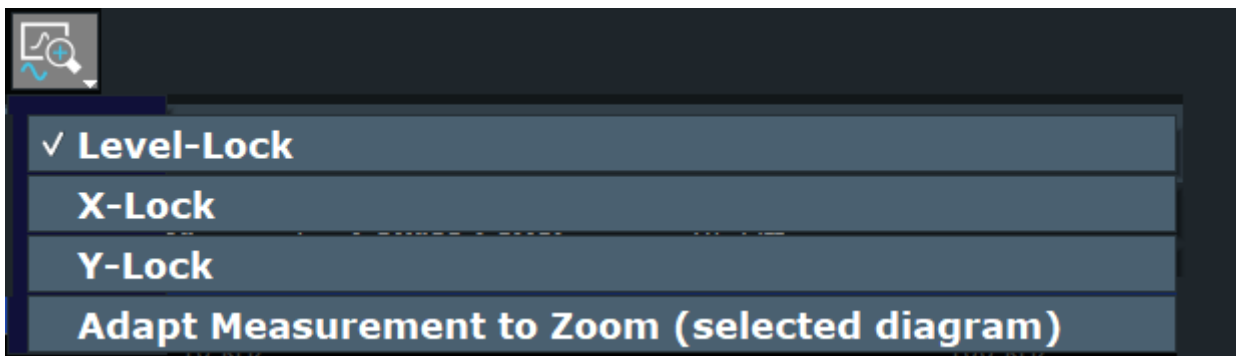 Level-Lock
X-Lock
Y-Lock
Adapt Measurement to Zoom (selected diagram)